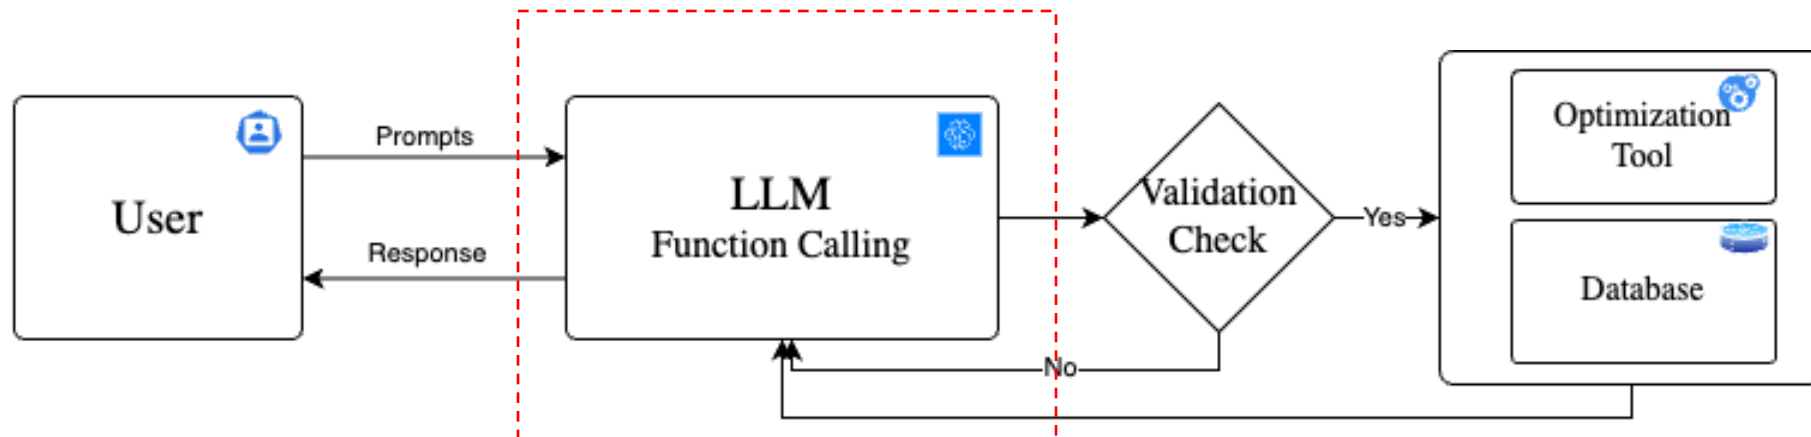 User
Prompts
Response
LLM
Function Calling
Validation
Check
Yes
No
Optimization
Tool
Database